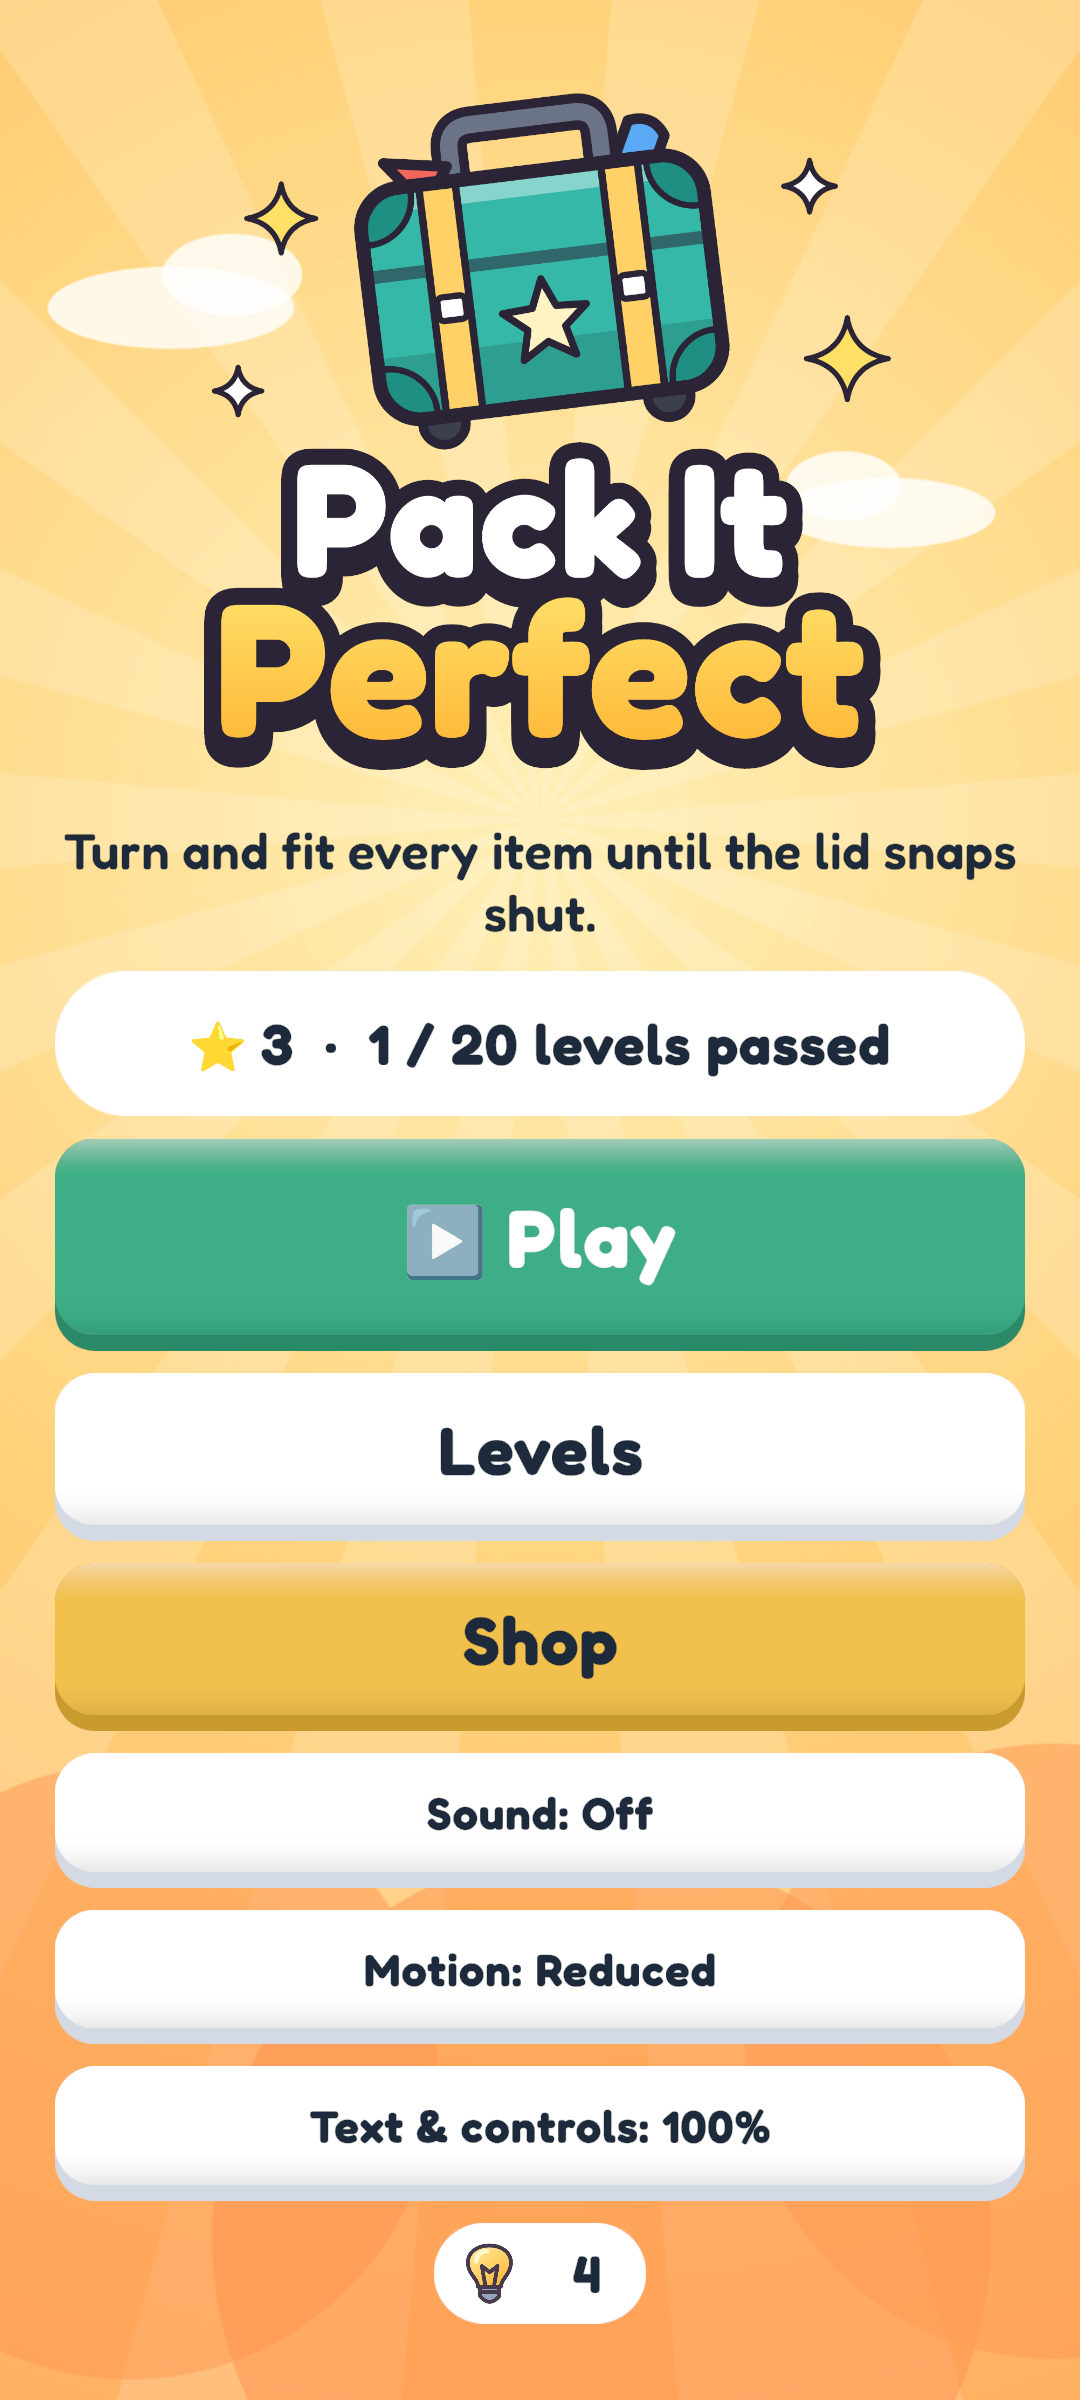 Pack It
Perfect
Turn and fit every item until the lid snaps
shut.
⭐ 3 · 1 / 20 levels passed
▶️ Play
Levels
Shop
Sound: Off
Motion: Reduced
Text & controls: 100%
4